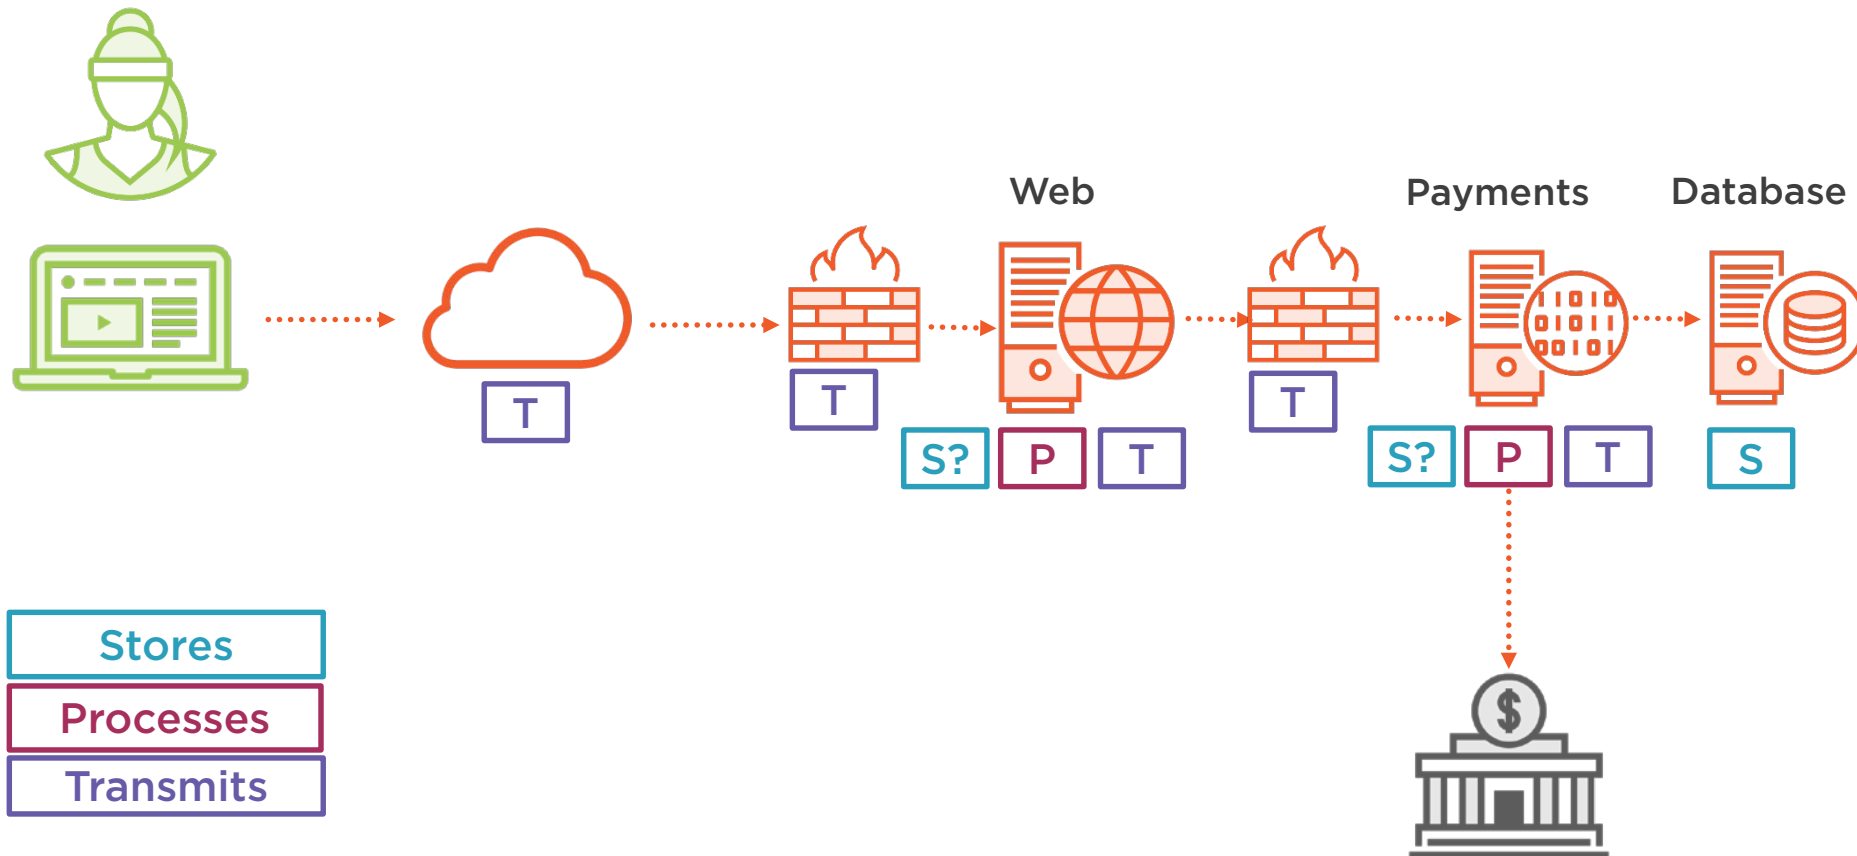 Web
Payments
Database
T
T
S?
P
T
T
S?
P
T
S
$
Stores
Processes
Transmits